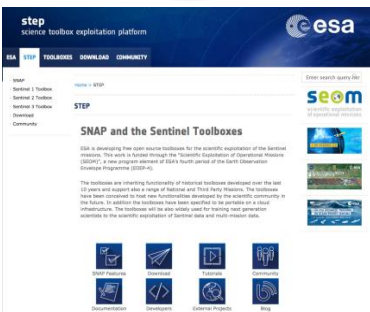 step
science toolbox exploitation platform
esa
ESA STEP TOOLBOXES DOWNLOAD COMMUNITY
SNAP
Sentinel 1 Toolbox
Sentinel 2 Toolbox
Sentinel 3 Toolbox
Download
Community
Home > STEP
STEP
SNAP and the Sentinel Toolboxes
ESA is developing free open source toolboxes for the scientific exploitation of the Sentinel
missions. This work is funded through the "Scientific Exploitation of Operational Missions
(SEOM)", a new program element of ESA's fourth period of the Earth Observation
Envelope Programme (EOEP-4).
The toolboxes are inheriting functionality of historical toolboxes developed over the last
10 years and support also a range of National and Third Party Missions. The toolboxes
have been conceived to host new functionalities developed by the scientific community in
the future. In addition the toolboxes have been specified to be portable on a cloud
infrastructure. The toolboxes will be also widely used for training next generation
scientists to the scientific exploitation of Sentinel data and multi-mission data.
SNAP Features Download Tutorials Community
Documentation Developers External Projects Blog
Enter search query
seom
scientific exploitation
of operational missions